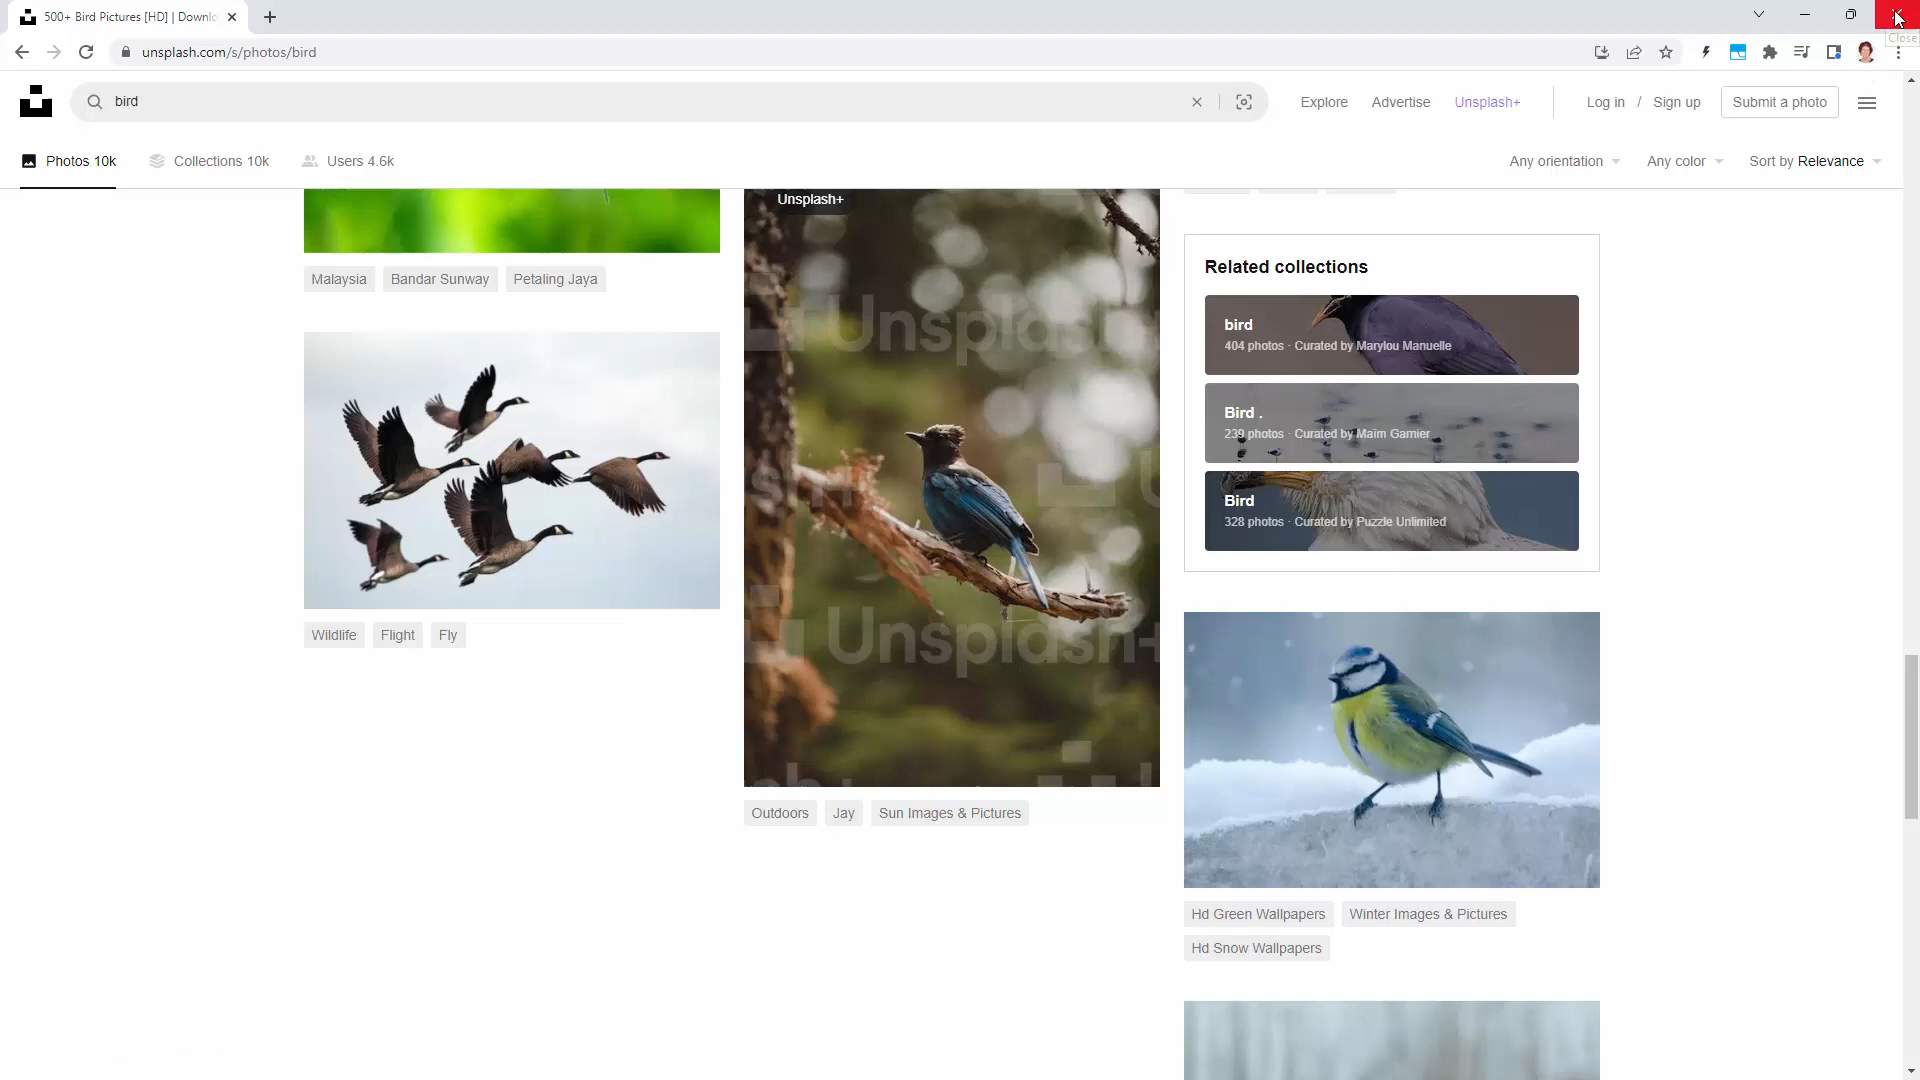 500+ Bird Pictures [HD] | Downlo
unsplash.com/s/photos/bird
Close
bird
Explore
Advertise
Unsplash+
Log in / Sign up
Submit a photo
Photos 10k
Collections 10k
Users 4.6k
Any orientation
Any color
Sort by Relevance
Malaysia
Bandar Sunway
Petaling Jaya
Wildlife
Flight
Fly
Unsplash+
Unsplash+
Unsplash+
Outdoors
Jay
Sun Images & Pictures
Related collections
bird
404 photos · Curated by Marylou Manuelle
Bird .
239 photos · Curated by Maïm Garnier
Bird
328 photos · Curated by Puzzle Unlimited
Hd Green Wallpapers
Winter Images & Pictures
Hd Snow Wallpapers